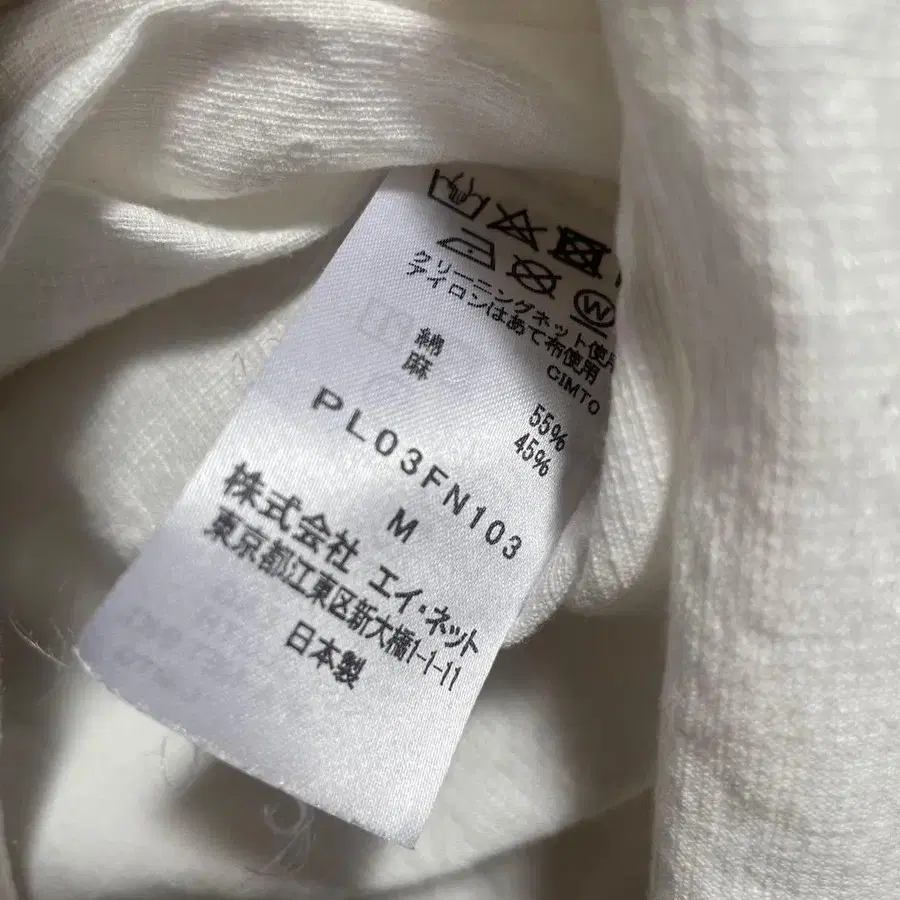 クリーニングネット使用
アイロンはあて布使用
GIMTO
綿 55%
麻 45%
PL03FN103
M
株式会社 エイ・ネット
東京都江東区新大橋1-1-11
日本製